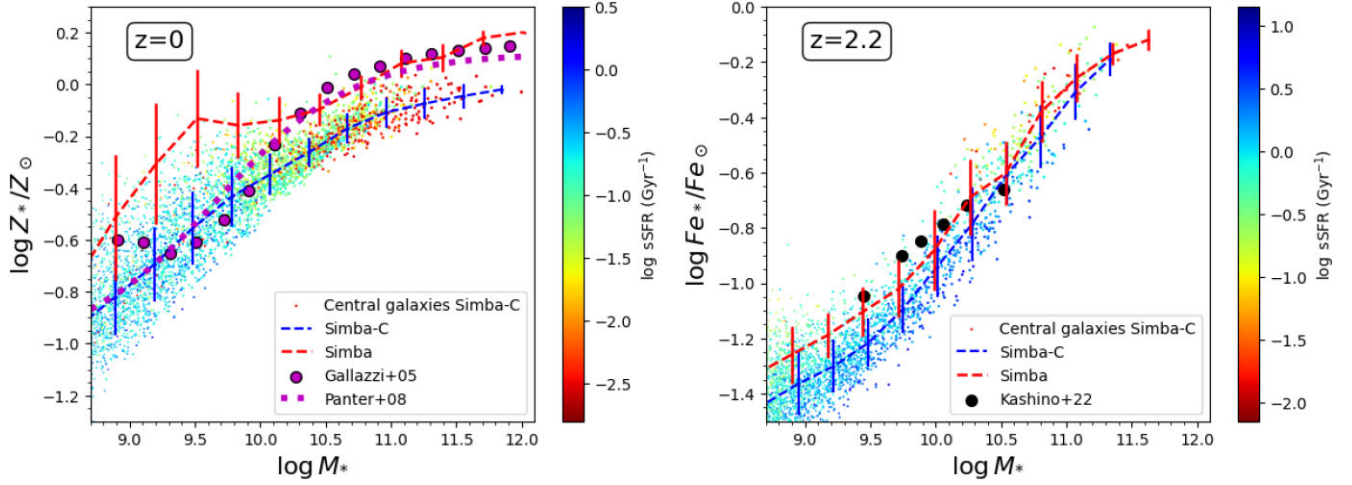 z=0
0.2
0.0
−0.2
−0.4
−0.6
−0.8
−1.0
−1.2
log Z*/Z⊙
9.0 9.5 10.0 10.5 11.0 11.5 12.0
log M*
Central galaxies Simba-C
Simba-C
Simba
Gallazzi+05
Panter+08
0.5
0.0
−0.5
−1.0
−1.5
−2.0
−2.5
log sSFR (Gyr⁻¹)
z=2.2
0.0
−0.2
−0.4
−0.6
−0.8
−1.0
−1.2
−1.4
log Fe*/Fe⊙
9.0 9.5 10.0 10.5 11.0 11.5 12.0
log M*
Central galaxies Simba-C
Simba-C
Simba
Kashino+22
1.0
0.5
0.0
−0.5
−1.0
−1.5
−2.0
log sSFR (Gyr⁻¹)